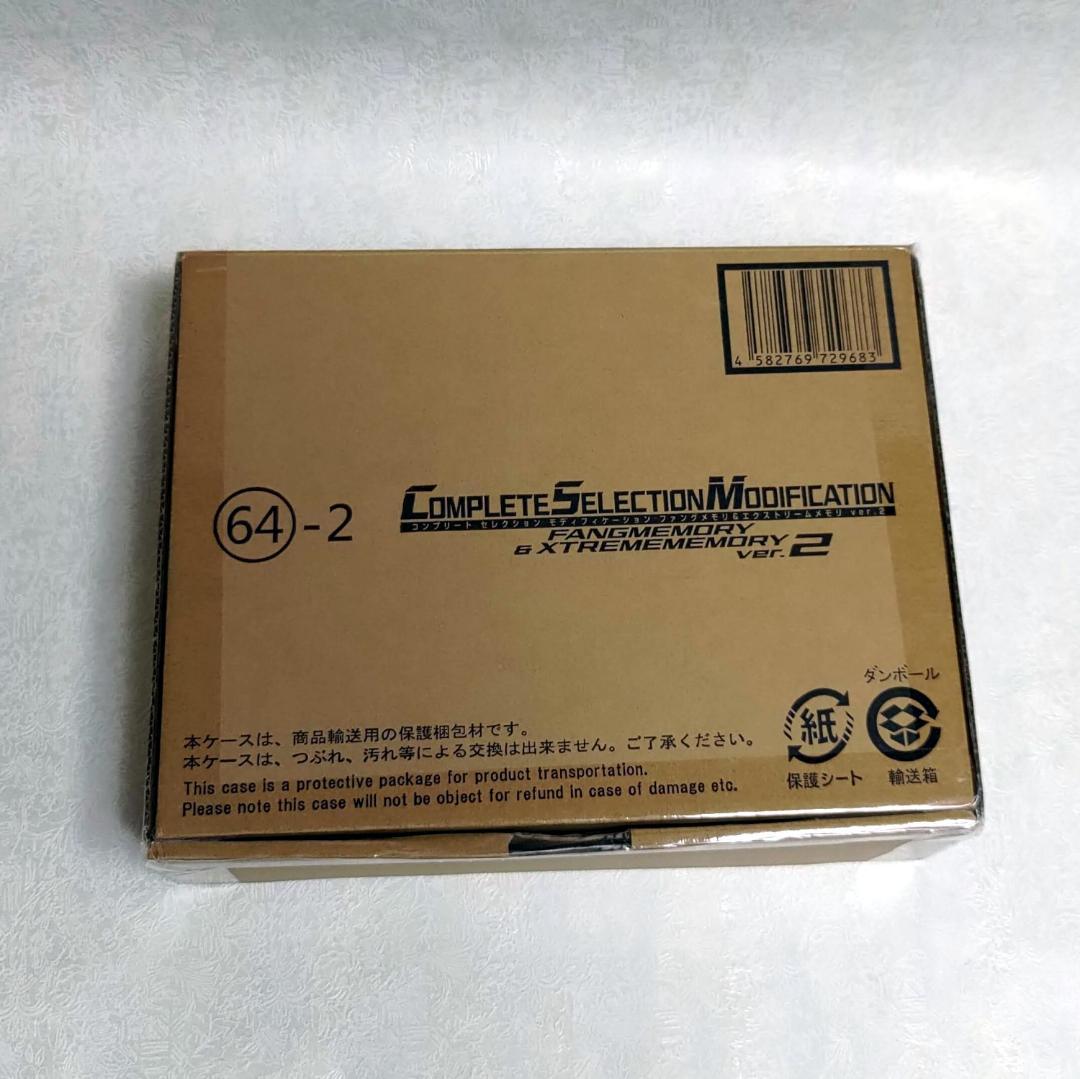 4 582769 729683
64-2
COMPLETE SELECTION MODIFICATION
コンプリート セレクション モディフィケーション ファングメモリ&エクストリームメモリ ver.2
FANGMEMORY
& XTREMEMEMORY
ver.2
ダンボール
紙
保護シート
輸送箱
本ケースは、商品輸送用の保護梱包材です。
本ケースは、つぶれ、汚れ等による交換は出来ません。ご了承ください。
This case is a protective package for product transportation.
Please note this case will not be object for refund in case of damage etc.